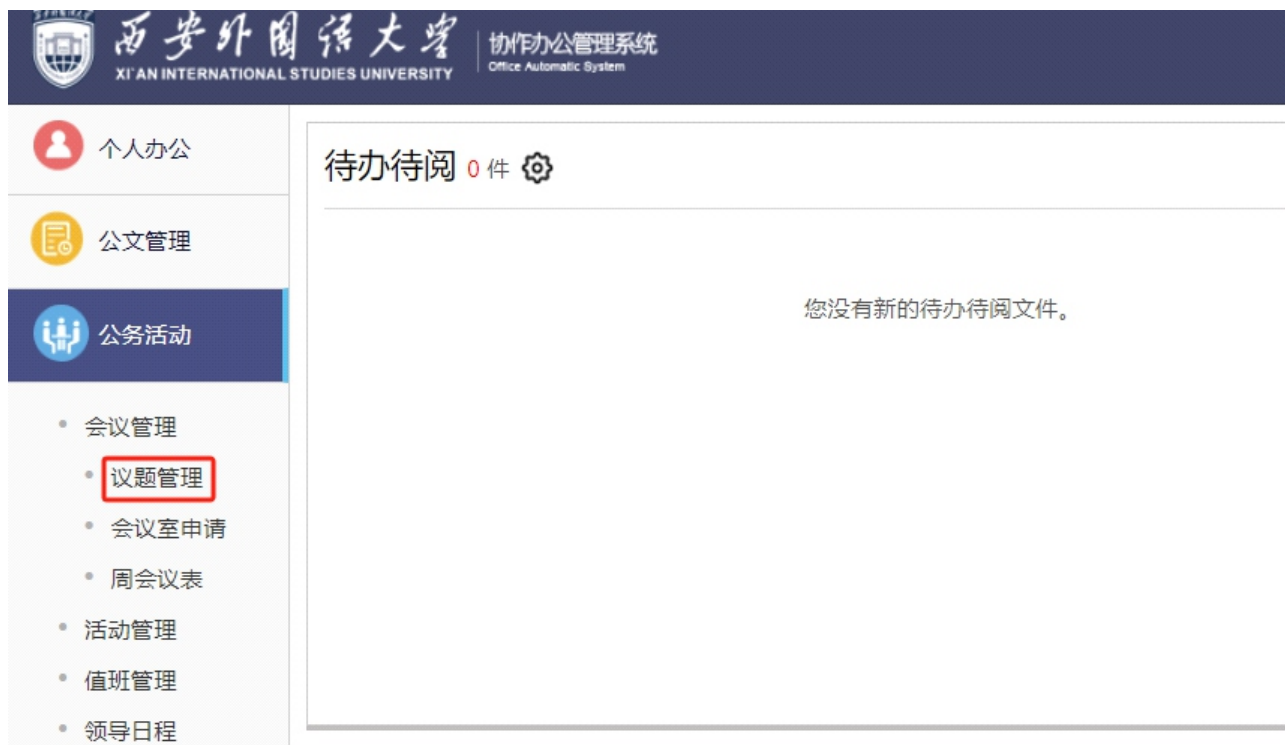 西安外国语大学
XI'AN INTERNATIONAL STUDIES UNIVERSITY
协作办公管理系统
Office Automatic System
个人办公
公文管理
公务活动
会议管理
议题管理
会议室申请
周会议表
活动管理
值班管理
领导日程
待办待阅 0 件
您没有新的待办待阅文件。